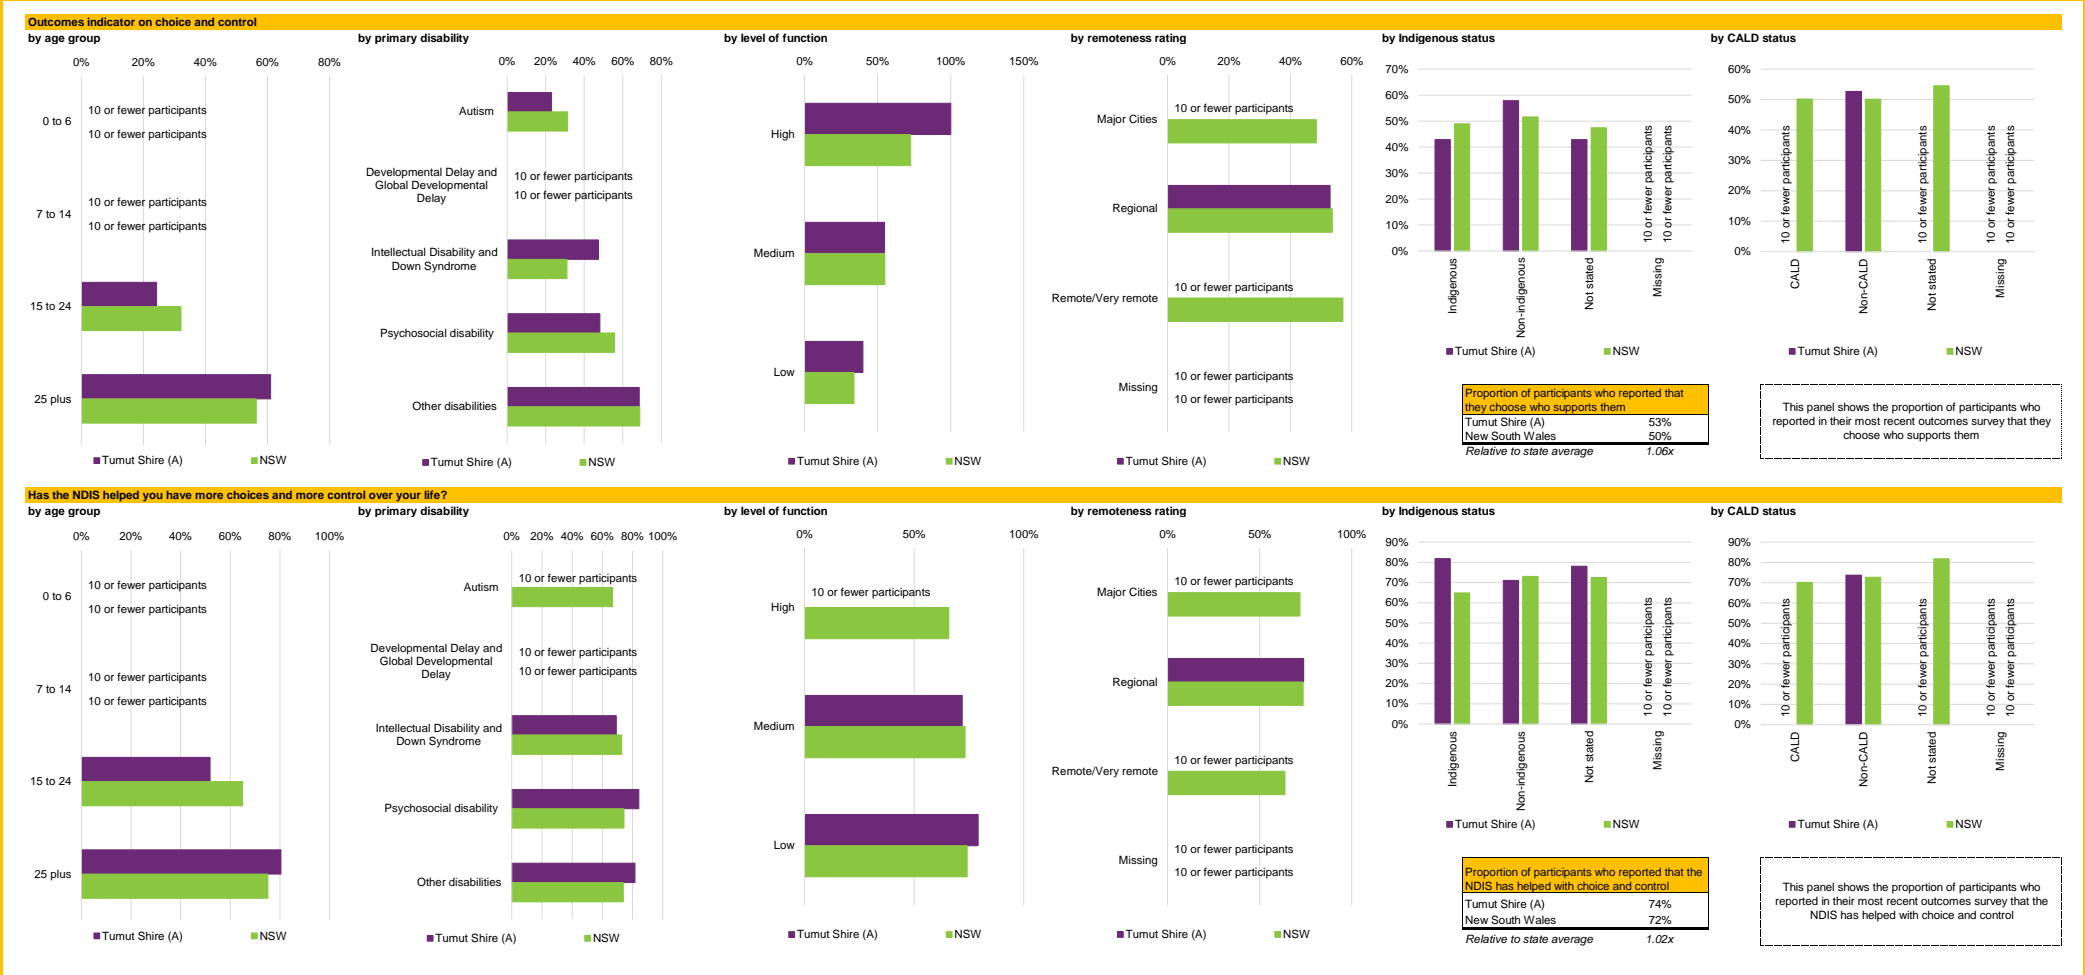 Outcomes indicator on choice and control
by age group
0% 20% 40% 60% 80%
0 to 6
10 or fewer participants
10 or fewer participants
7 to 14
10 or fewer participants
10 or fewer participants
15 to 24
25 plus
Tumut Shire (A) NSW
by primary disability
0% 20% 40% 60% 80%
Autism
Developmental Delay and
Global Developmental
Delay
10 or fewer participants
10 or fewer participants
Intellectual Disability and
Down Syndrome
Psychosocial disability
Other disabilities
Tumut Shire (A) NSW
by level of function
0% 50% 100% 150%
High
Medium
Low
Tumut Shire (A) NSW
by remoteness rating
0% 20% 40% 60%
Major Cities
10 or fewer participants
Regional
Remote/Very remote
10 or fewer participants
Missing
10 or fewer participants
10 or fewer participants
Tumut Shire (A) NSW
by Indigenous status
70%
60%
50%
40%
30%
20%
10%
0%
10 or fewer participants
10 or fewer participants
Indigenous
Non-indigenous
Not stated
Missing
Tumut Shire (A) NSW
by CALD status
60%
50%
40%
30%
20%
10%
0%
10 or fewer participants
10 or fewer participants
10 or fewer participants
10 or fewer participants
CALD
Non-CALD
Not stated
Missing
Tumut Shire (A) NSW
Proportion of participants who reported that
they choose who supports them
Tumut Shire (A) 53%
New South Wales 50%
Relative to state average 1.06x
This panel shows the proportion of participants who
reported in their most recent outcomes survey that they
choose who supports them
Has the NDIS helped you have more choices and more control over your life?
by age group
0% 20% 40% 60% 80% 100%
0 to 6
10 or fewer participants
10 or fewer participants
7 to 14
10 or fewer participants
10 or fewer participants
15 to 24
25 plus
Tumut Shire (A) NSW
by primary disability
0% 20% 40% 60% 80% 100%
Autism
10 or fewer participants
Developmental Delay and
Global Developmental
Delay
10 or fewer participants
10 or fewer participants
Intellectual Disability and
Down Syndrome
Psychosocial disability
Other disabilities
Tumut Shire (A) NSW
by level of function
0% 50% 100%
High
10 or fewer participants
Medium
Low
Tumut Shire (A) NSW
by remoteness rating
0% 50% 100%
Major Cities
10 or fewer participants
Regional
Remote/Very remote
10 or fewer participants
Missing
10 or fewer participants
10 or fewer participants
Tumut Shire (A) NSW
by Indigenous status
90%
80%
70%
60%
50%
40%
30%
20%
10%
0%
10 or fewer participants
10 or fewer participants
Indigenous
Non-indigenous
Not stated
Missing
Tumut Shire (A) NSW
by CALD status
90%
80%
70%
60%
50%
40%
30%
20%
10%
0%
10 or fewer participants
10 or fewer participants
10 or fewer participants
10 or fewer participants
CALD
Non-CALD
Not stated
Missing
Tumut Shire (A) NSW
Proportion of participants who reported that the
NDIS has helped with choice and control
Tumut Shire (A) 74%
New South Wales 72%
Relative to state average 1.02x
This panel shows the proportion of participants who
reported in their most recent outcomes survey that the
NDIS has helped with choice and control